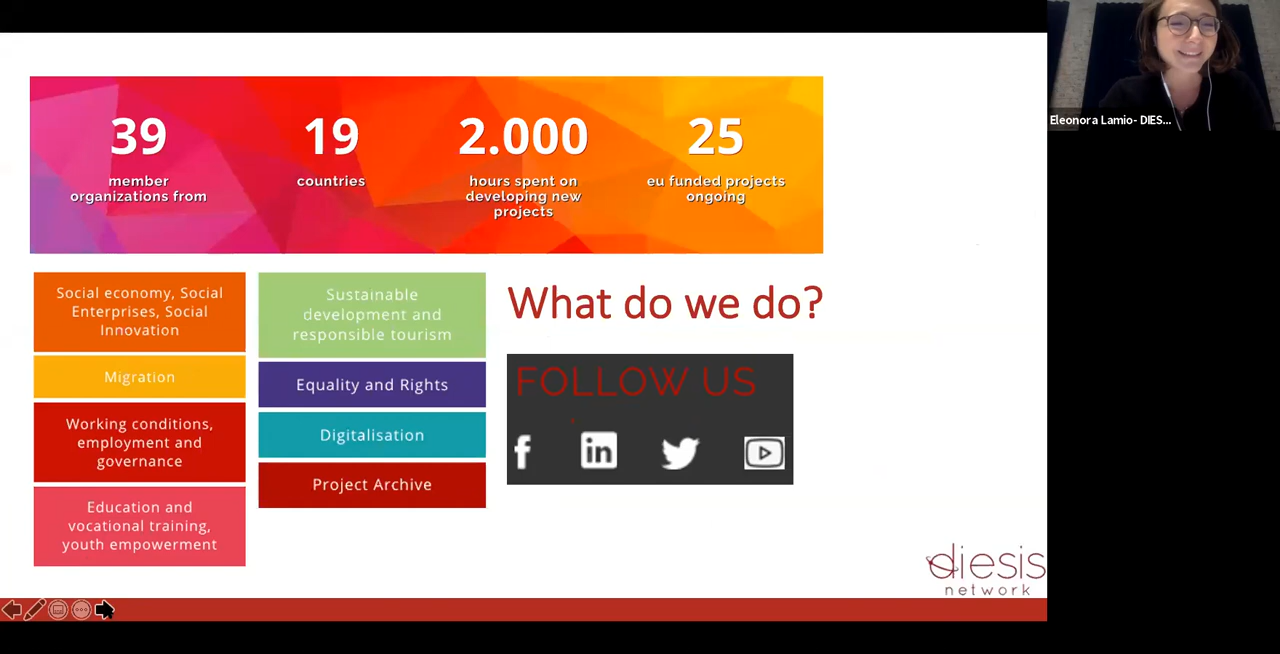 39
member
organizations from
19
countries
2.000
hours spent on
developing new
projects
25
eu funded projects
ongoing
Social economy, Social
Enterprises, Social
Innovation
Migration
Working conditions,
employment and
governance
Education and
vocational training,
youth empowerment
Sustainable
development and
responsible tourism
Equality and Rights
Digitalisation
Project Archive
What do we do?
FOLLOW US
f
in
diesis
network
Eleonora Lamio- DIES...